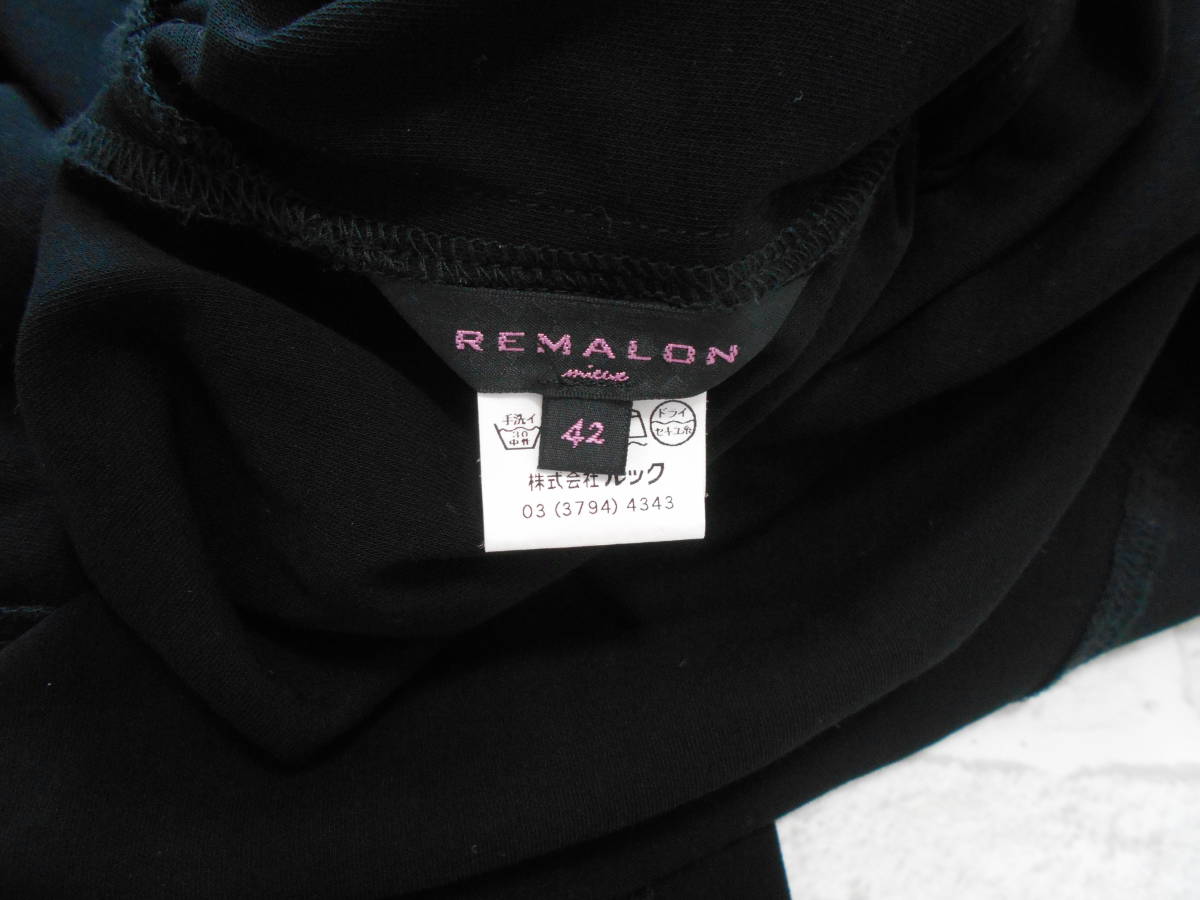 REMALON
mieux
42
手洗イ
30
中性
ドライ
セキユ系
株式会社ルック
03 (3794) 4343